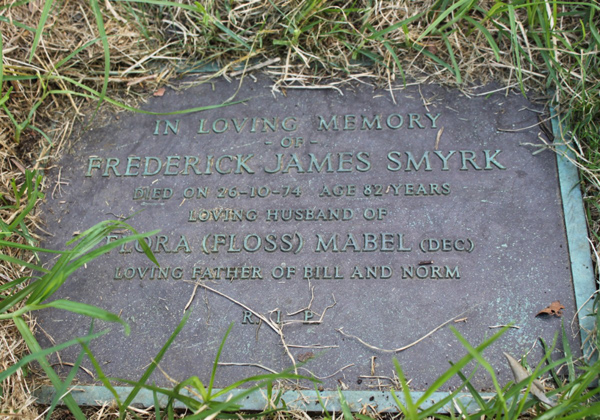 IN LOVING MEMORY
- OF -
FREDERICK JAMES SMYRK
DIED ON 26-10-74 AGE 82 YEARS
LOVING HUSBAND OF
FLORA (FLOSS) MABEL (DEC)
LOVING FATHER OF BILL AND NORM
R. I. P.